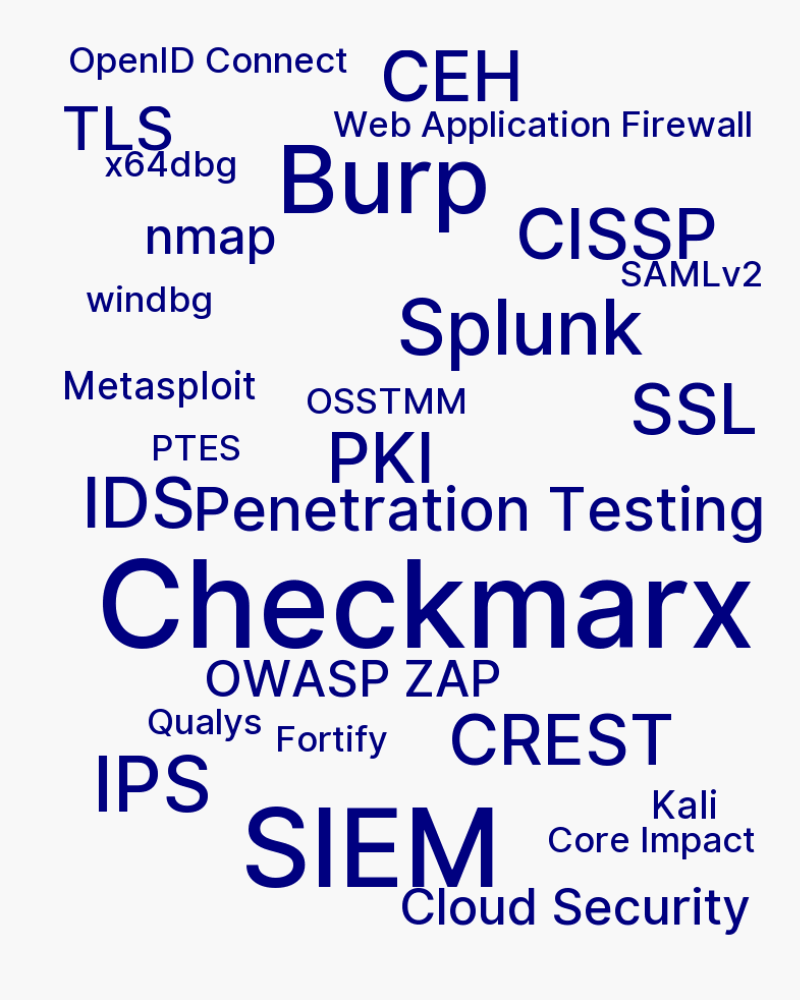 OpenID Connect
CEH
TLS
Web Application Firewall
x64dbg
Burp
nmap
CISSP
SAMLv2
windbg
Splunk
Metasploit
OSSTMM
SSL
PTES
PKI
IDS
Penetration Testing
Checkmarx
OWASP ZAP
Qualys
Fortify
CREST
IPS
Kali
SIEM
Core Impact
Cloud Security